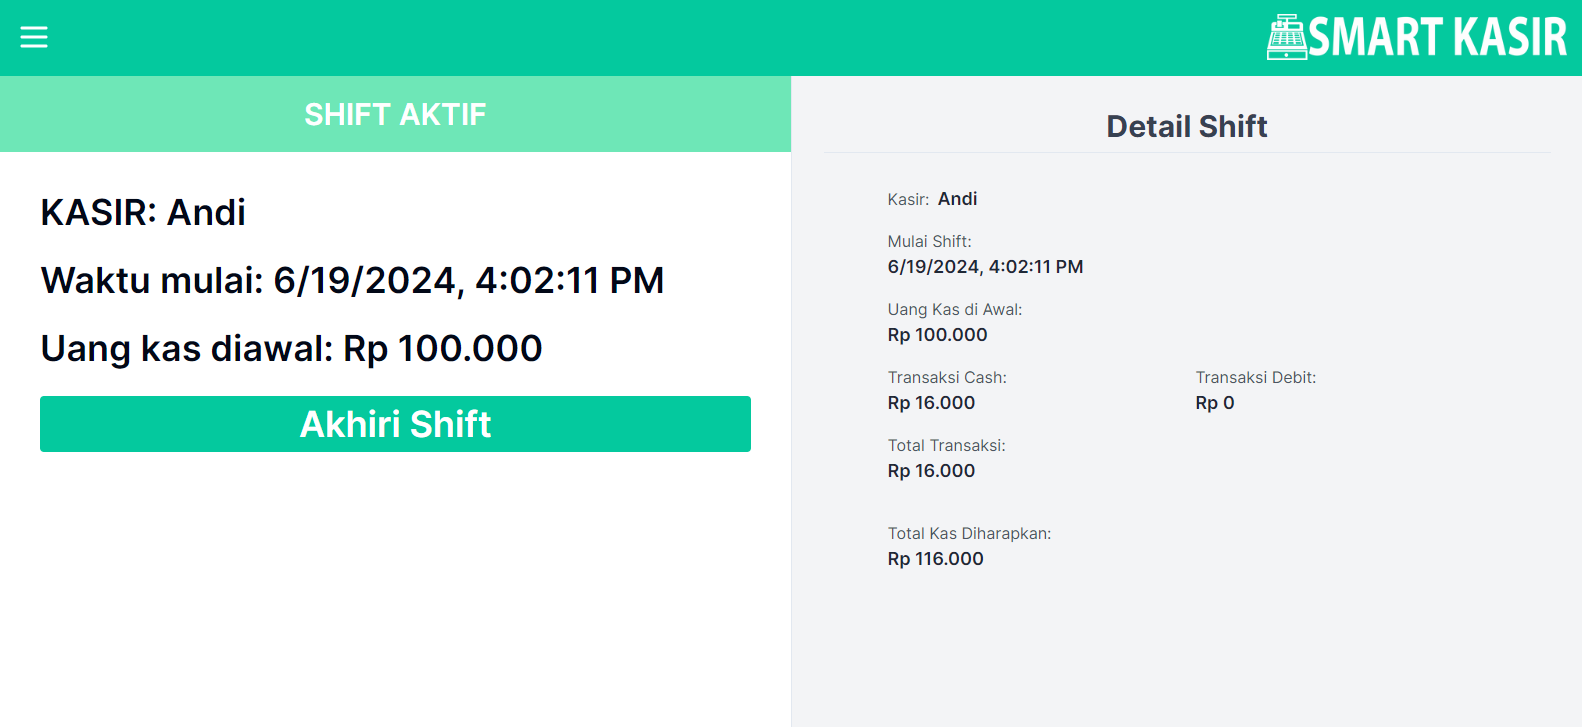 SMART KASIR
SHIFT AKTIF
KASIR: Andi
Waktu mulai: 6/19/2024, 4:02:11 PM
Uang kas diawal: Rp 100.000
Akhiri Shift
Detail Shift
Kasir: Andi
Mulai Shift:
6/19/2024, 4:02:11 PM
Uang Kas di Awal:
Rp 100.000
Transaksi Cash:
Rp 16.000
Transaksi Debit:
Rp 0
Total Transaksi:
Rp 16.000
Total Kas Diharapkan:
Rp 116.000